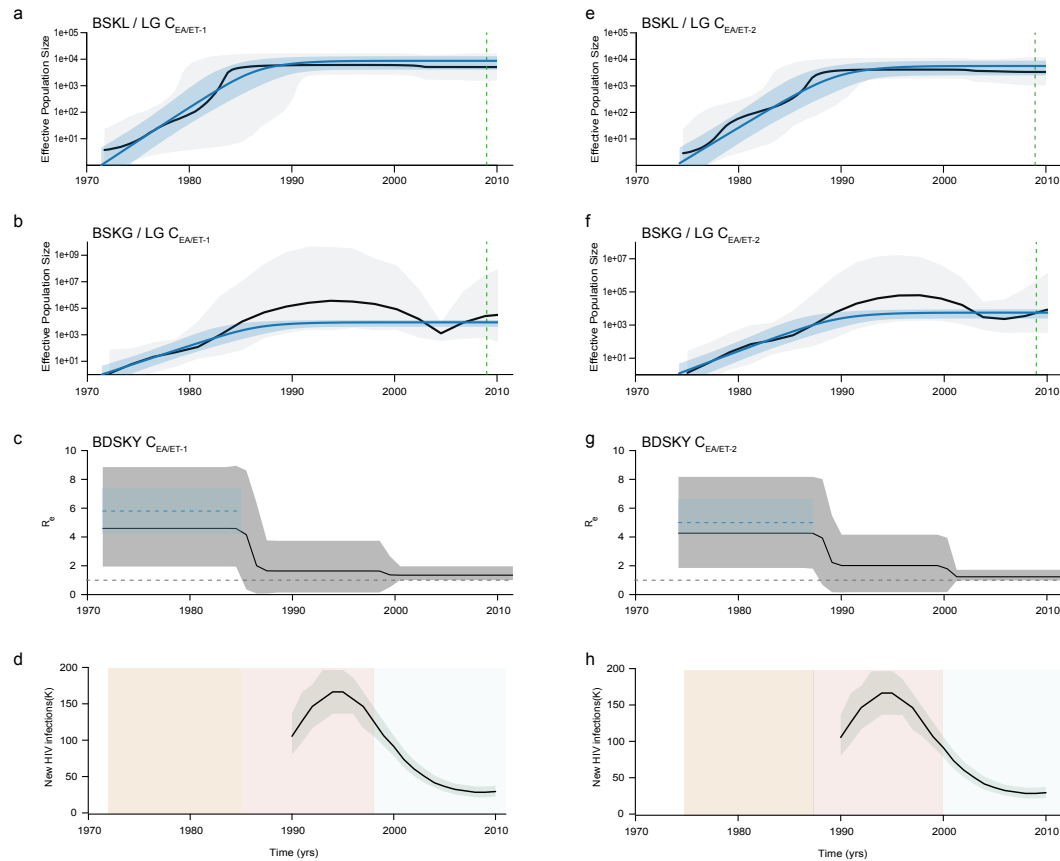 a
BSKL / LG C EA/ET-1
Effective Population Size
1e+05
10+4
1e+03
1e+02
1e+01
1970
1980
1990
2000
2010
b
BSKG / LG C EA/ET-1
Effective Population Size
1e+09
1e+07
1e+05
1e+03
1e+01
1970
1980
1990
2000
2010
c
BDSKY C EA/ET-1
Re
10
8
6
4
2
0
1970
1980
1990
2000
2010
d
New HIV infections(K)
200
150
100
50
0
1970
1980
1990
2000
2010
Time (yrs)
e
BSKL / LG C EA/ET-2
Effective Population Size
1e+05
10+4
1e+03
1e+02
1e+01
1970
1980
1990
2000
2010
f
BSKG / LG C EA/ET-2
Effective Population Size
1e+07
1e+05
1e+03
1e+01
1970
1980
1990
2000
2010
g
BDSKY C EA/ET-2
Re
10
8
6
4
2
0
1970
1980
1990
2000
2010
h
New HIV infections(K)
200
150
100
50
0
1970
1980
1990
2000
2010
Time (yrs)